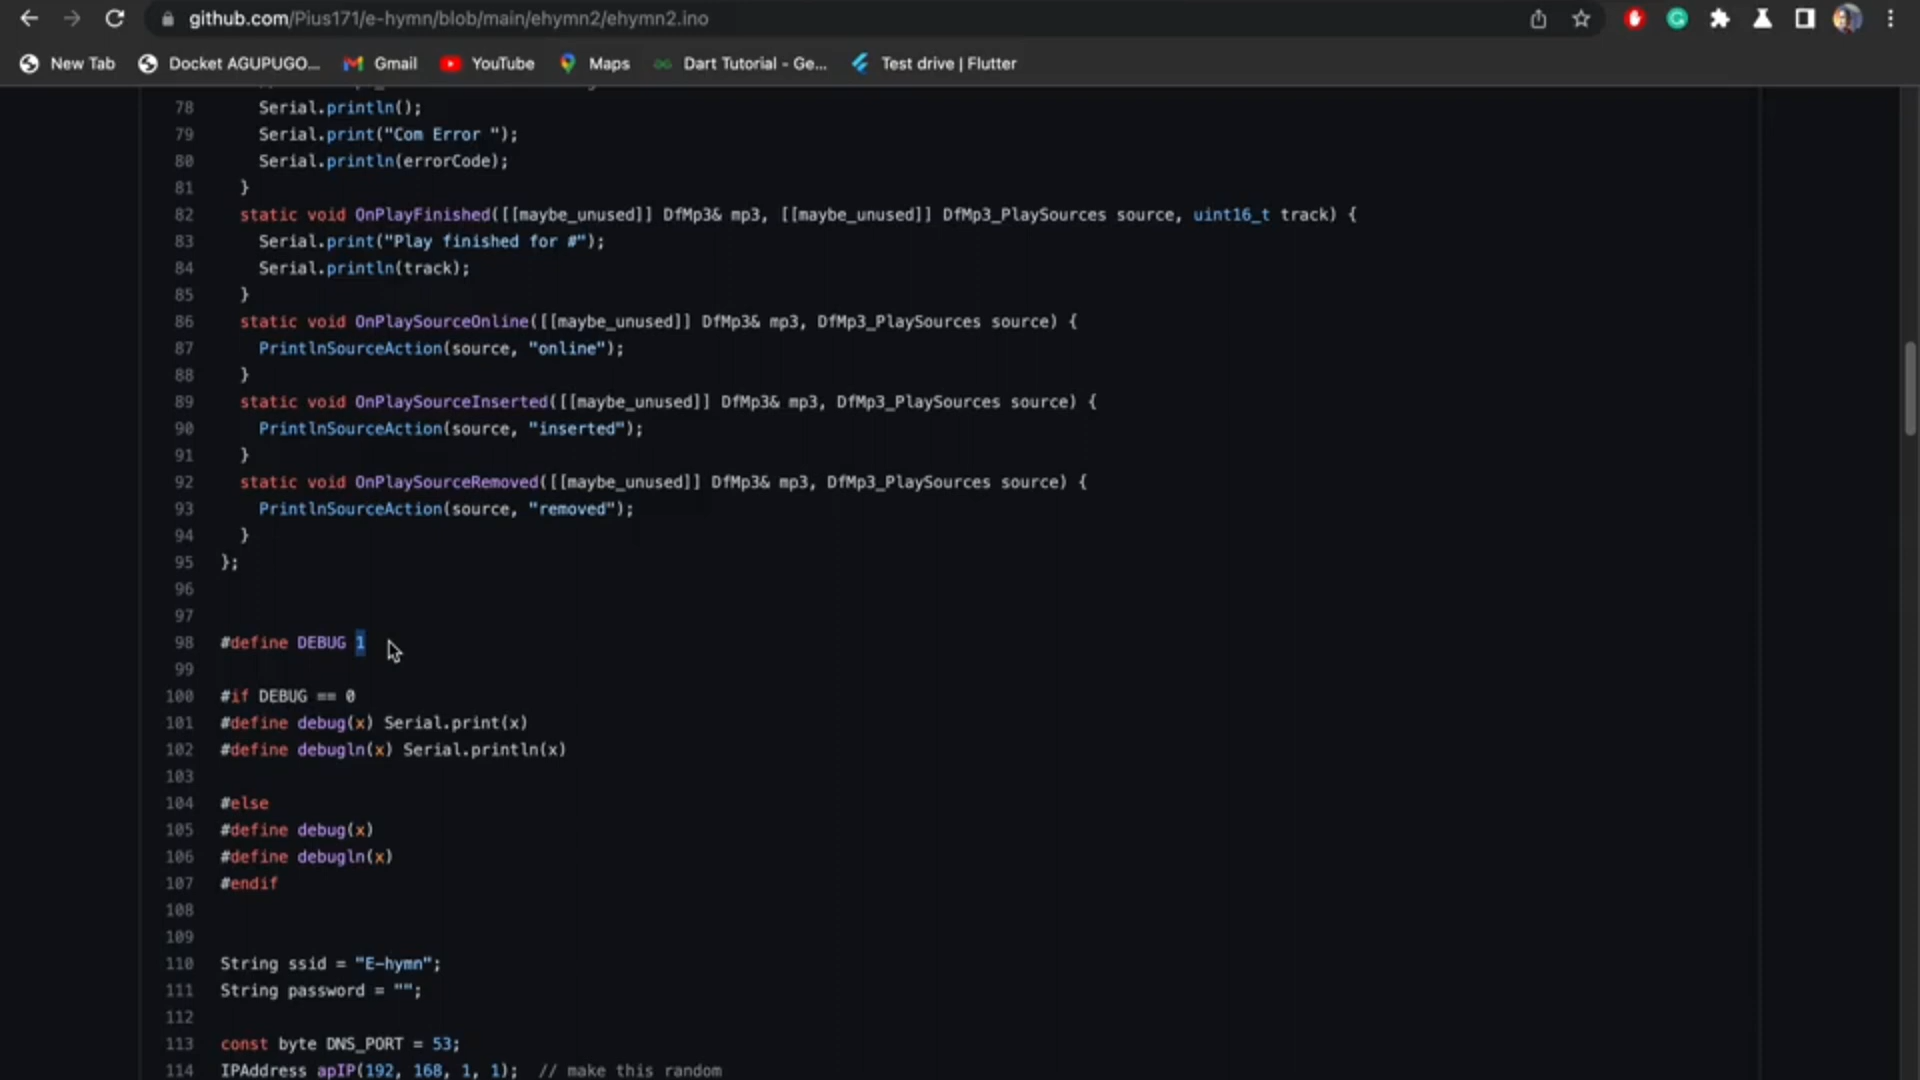 github.com/Pius171/e-hymn/blob/main/ehymn2/ehymn2.ino
New Tab Docket AGUPUGO... Gmail YouTube Maps Dart Tutorial - Ge... Test drive | Flutter
78 Serial.println();
79 Serial.print("Com Error ");
80 Serial.println(errorCode);
81 }
82 static void OnPlayFinished([[maybe_unused]] DfMp3& mp3, [[maybe_unused]] DfMp3_PlaySources source, uint16_t track) {
83 Serial.print("Play finished for #");
84 Serial.println(track);
85 }
86 static void OnPlaySourceOnline([[maybe_unused]] DfMp3& mp3, DfMp3_PlaySources source) {
87 PrintlnSourceAction(source, "online");
88 }
89 static void OnPlaySourceInserted([[maybe_unused]] DfMp3& mp3, DfMp3_PlaySources source) {
90 PrintlnSourceAction(source, "inserted");
91 }
92 static void OnPlaySourceRemoved([[maybe_unused]] DfMp3& mp3, DfMp3_PlaySources source) {
93 PrintlnSourceAction(source, "removed");
94 }
95 };
96
97
98 #define DEBUG 1
99
100 #if DEBUG == 0
101 #define debug(x) Serial.print(x)
102 #define debugln(x) Serial.println(x)
103
104 #else
105 #define debug(x)
106 #define debugln(x)
107 #endif
108
109
110 String ssid = "E-hymn";
111 String password = "";
112
113 const byte DNS_PORT = 53;
114 IPAddress apIP(192, 168, 1, 1); // make this random